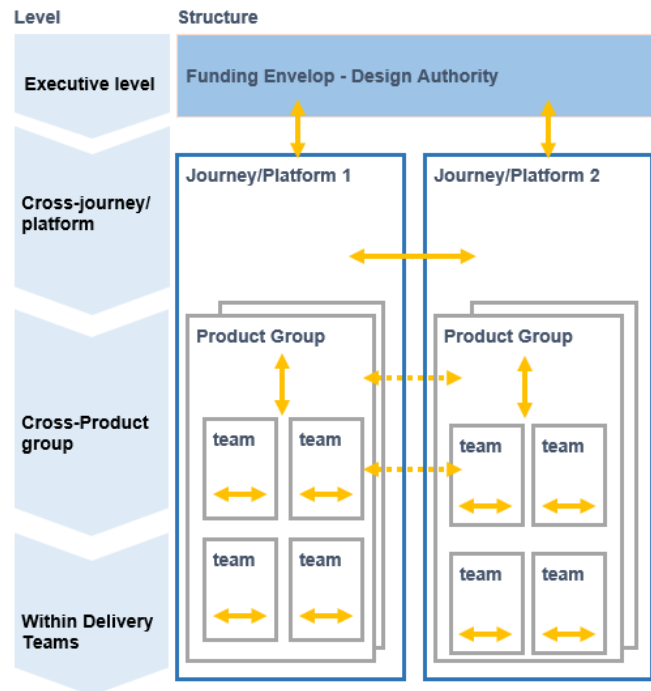 Level
Structure
Executive level
Funding Envelop - Design Authority
Cross-journey/
platform
Journey/Platform 1
Journey/Platform 2
Cross-Product
group
Product Group
team
team
team
team
Product Group
team
team
team
team
Within Delivery
Teams